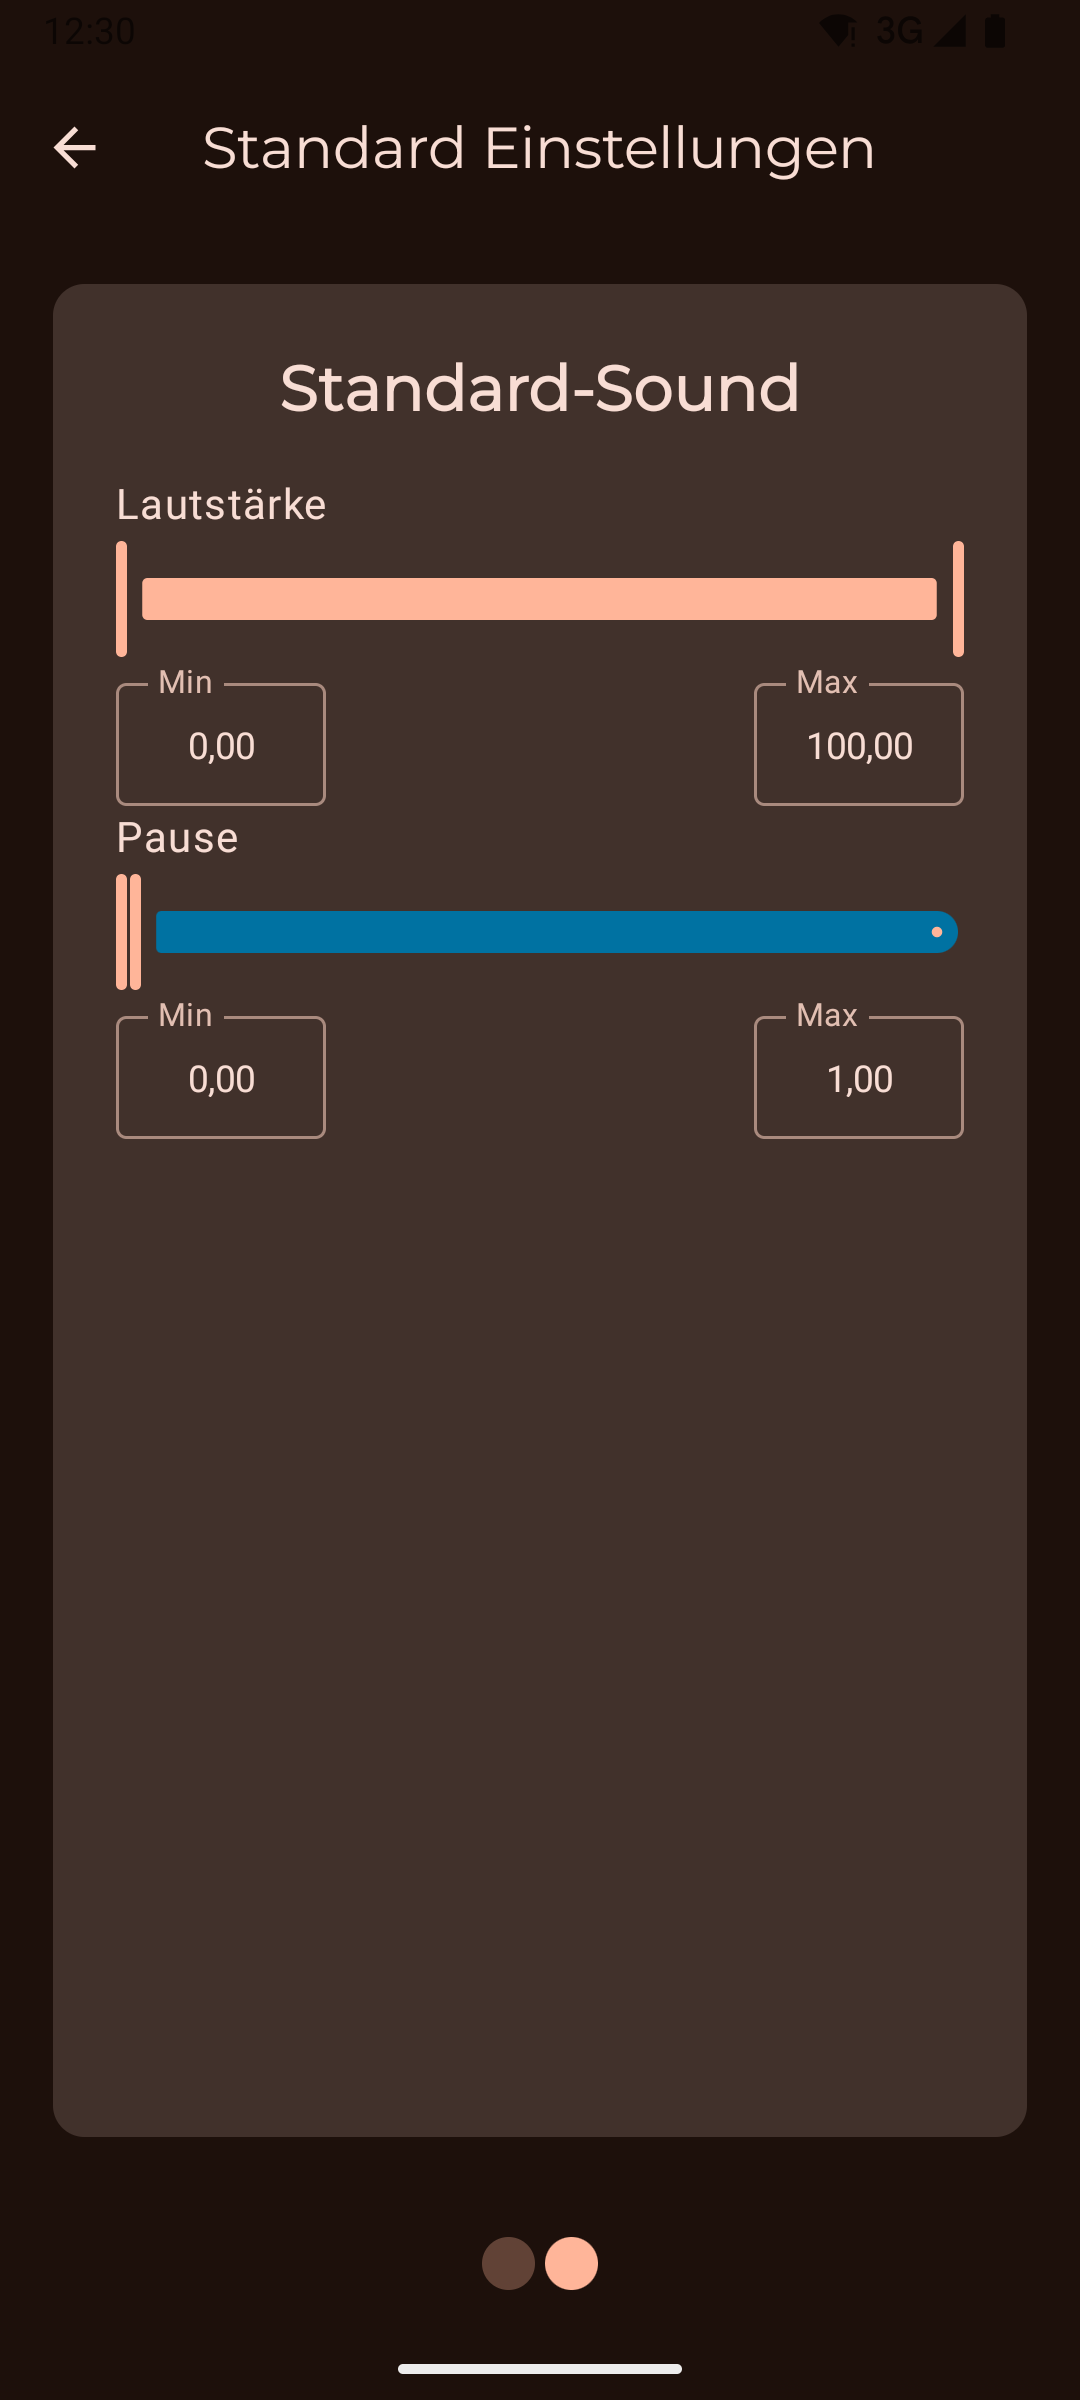 12:30 3G
Standard Einstellungen
Standard-Sound
Lautstärke
Min Max
0,00 100,00
Pause
Min Max
0,00 1,00